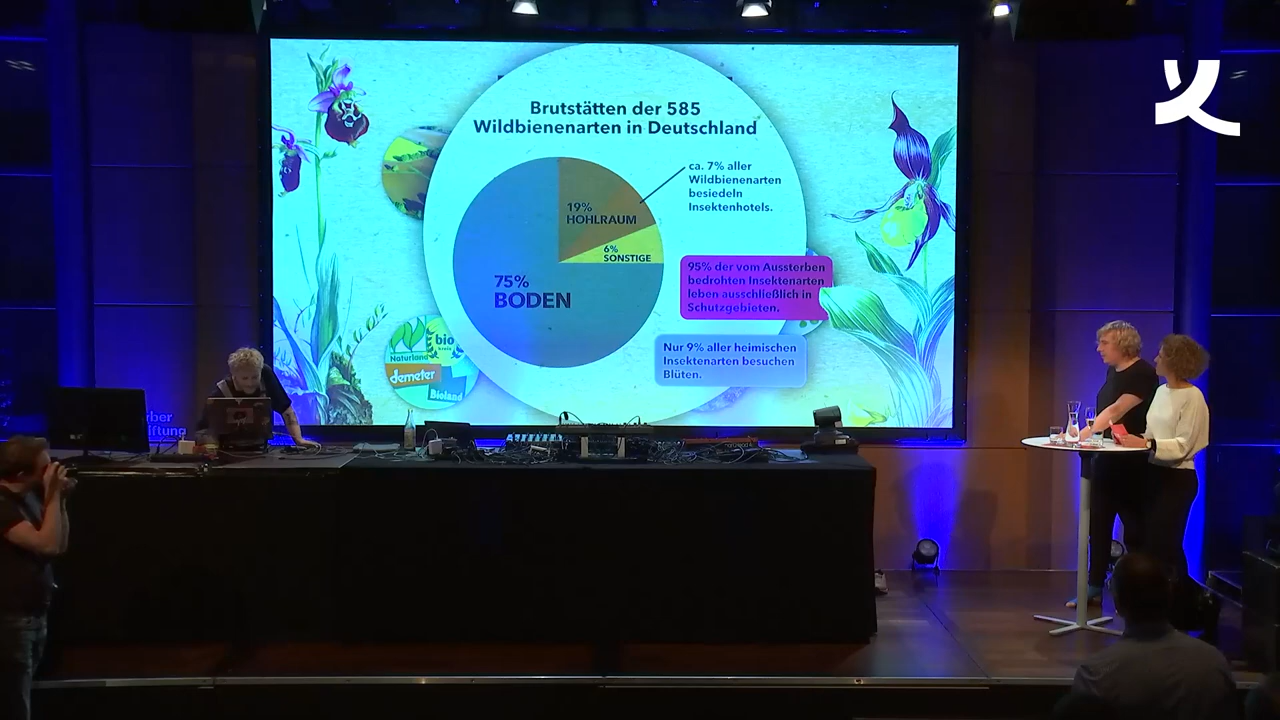 Brutstätten der 585
Wildbienenarten in Deutschland
ca. 7% aller
Wildbienenarten
besiedeln
Insektenhotels.
19%
HOHLRAUM
6%
SONSTIGE
75%
BODEN
95% der vom Aussterben
bedrohten Insektenarten
leben ausschließlich in
Schutzgebieten.
Nur 9% aller heimischen
Insektenarten besuchen
Blüten.
Naturland
bio
demeter
Bioland